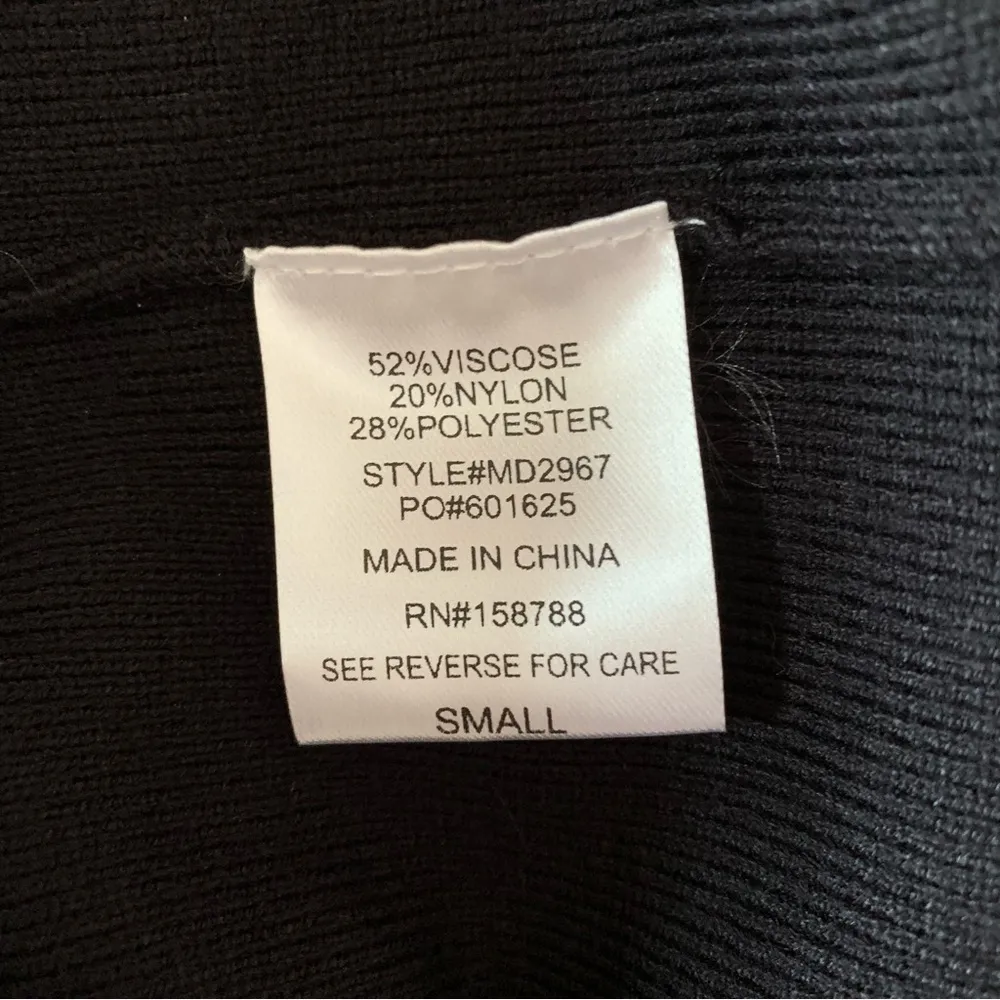 52%VISCOSE
20%NYLON
28%POLYESTER
STYLE#MD2967
PO#601625
MADE IN CHINA
RN#158788
SEE REVERSE FOR CARE
SMALL